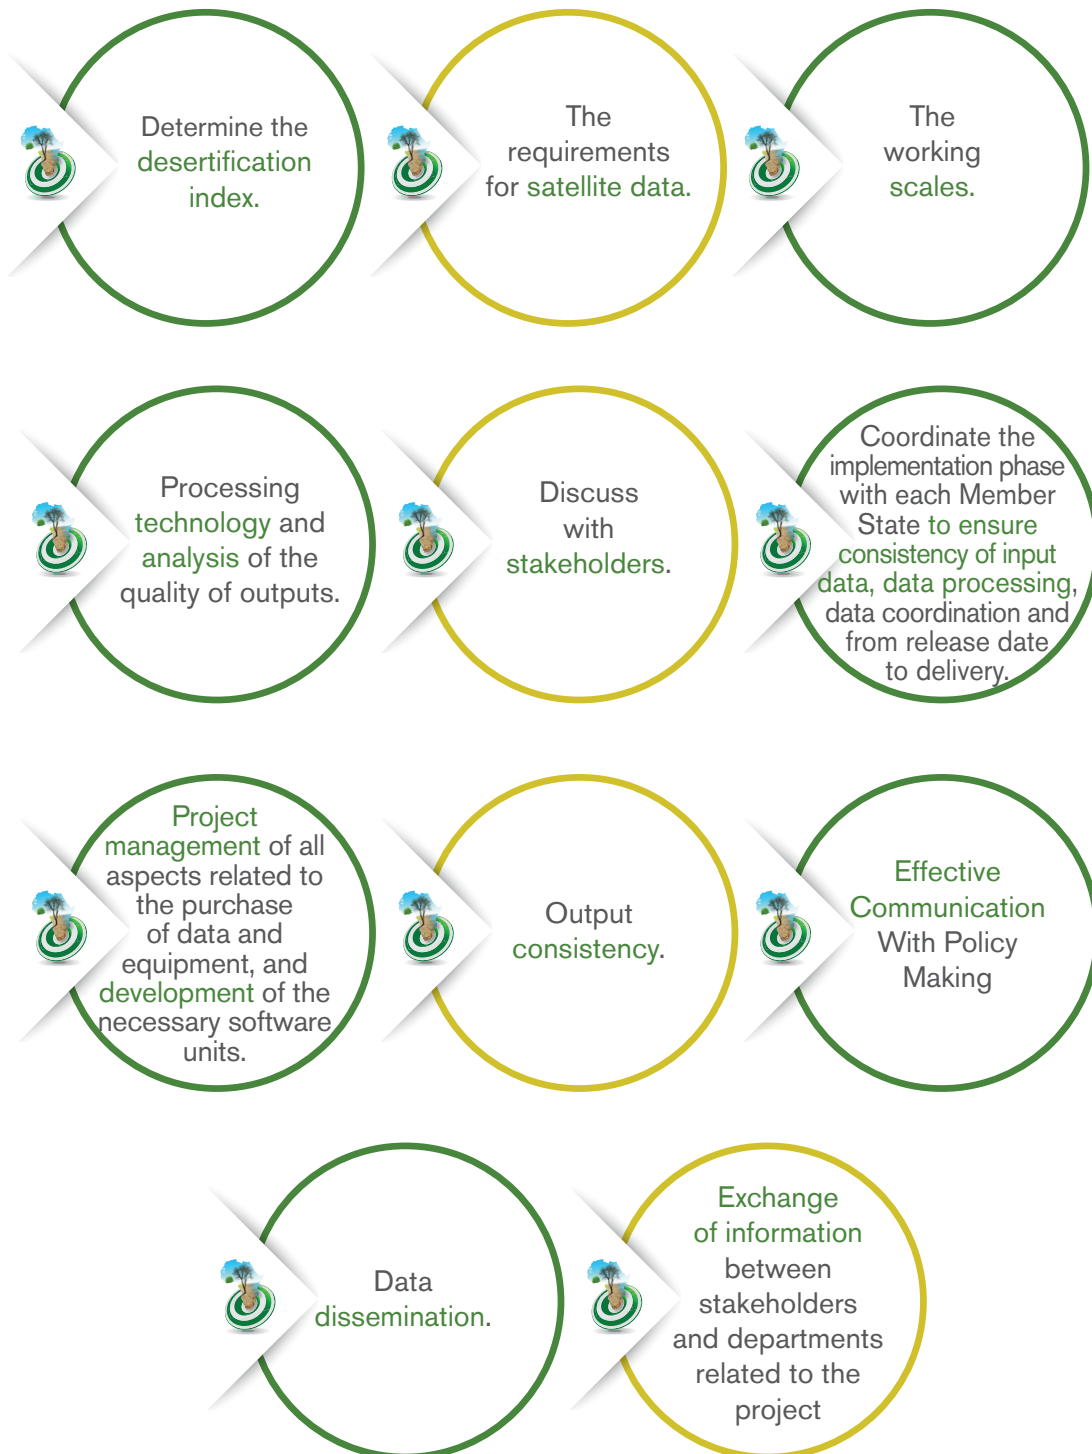 Determine the
desertification
index.
The
requirements
for satellite data.
The
working
scales.
Processing
technology and
analysis of the
quality of outputs.
Discuss
with
stakeholders.
Coordinate the
implementation phase
with each Member
State to ensure
consistency of input
data, data processing,
data coordination and
from release date
to delivery.
Project
management of all
aspects related to
the purchase
of data and
equipment, and
development of the
necessary software
units.
Output
consistency.
Effective
Communication
With Policy
Making
Data
dissemination.
Exchange
of information
between
stakeholders
and departments
related to the
project